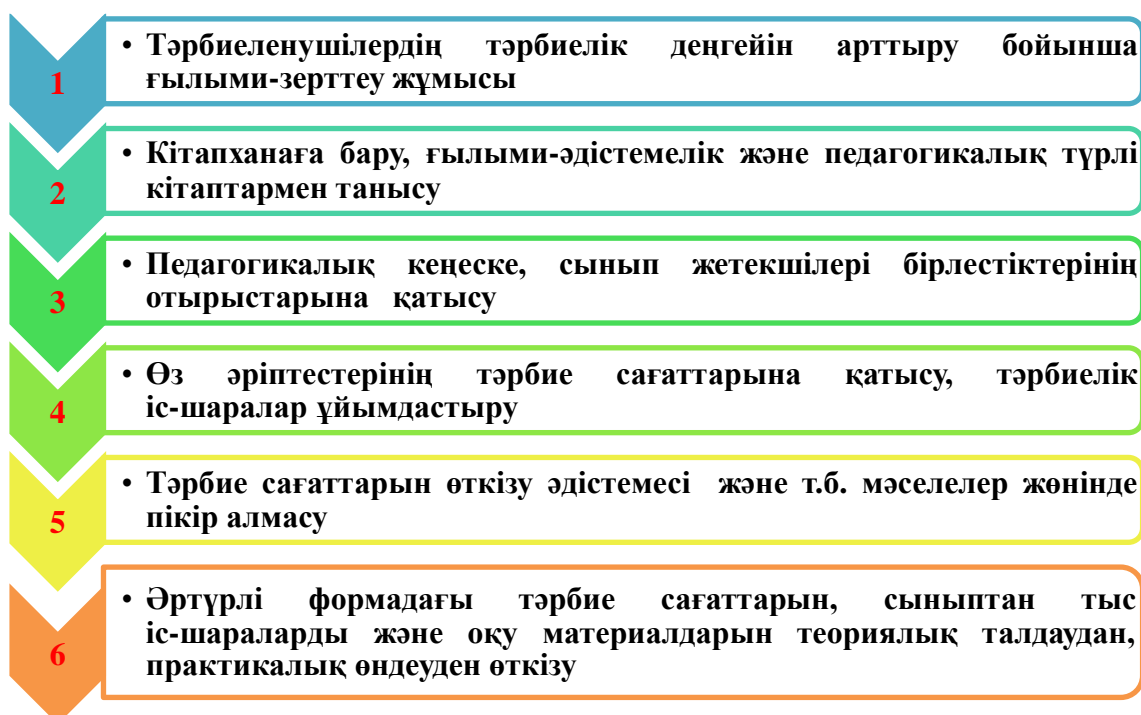 1
• Тәрбиеленушілердің тәрбиелік деңгейін арттыру бойынша
ғылыми-зерттеу жұмысы
2
• Кітапханаға бару, ғылыми-әдістемелік және педагогикалық түрлі
кітаптармен танысу
3
• Педагогикалық кеңеске, сынып жетекшілері бірлестіктерінің
отырыстарына қатысу
4
• Өз әріптестерінің тәрбие сағаттарына қатысу, тәрбиелік
іс-шаралар ұйымдастыру
5
• Тәрбие сағаттарын өткізу әдістемесі және т.б. мәселелер жөнінде
пікір алмасу
6
• Әртүрлі формадағы тәрбие сағаттарын, сыныптан тыс
іс-шараларды және оқу материалдарын теориялық талдаудан,
практикалық өндеуден өткізу